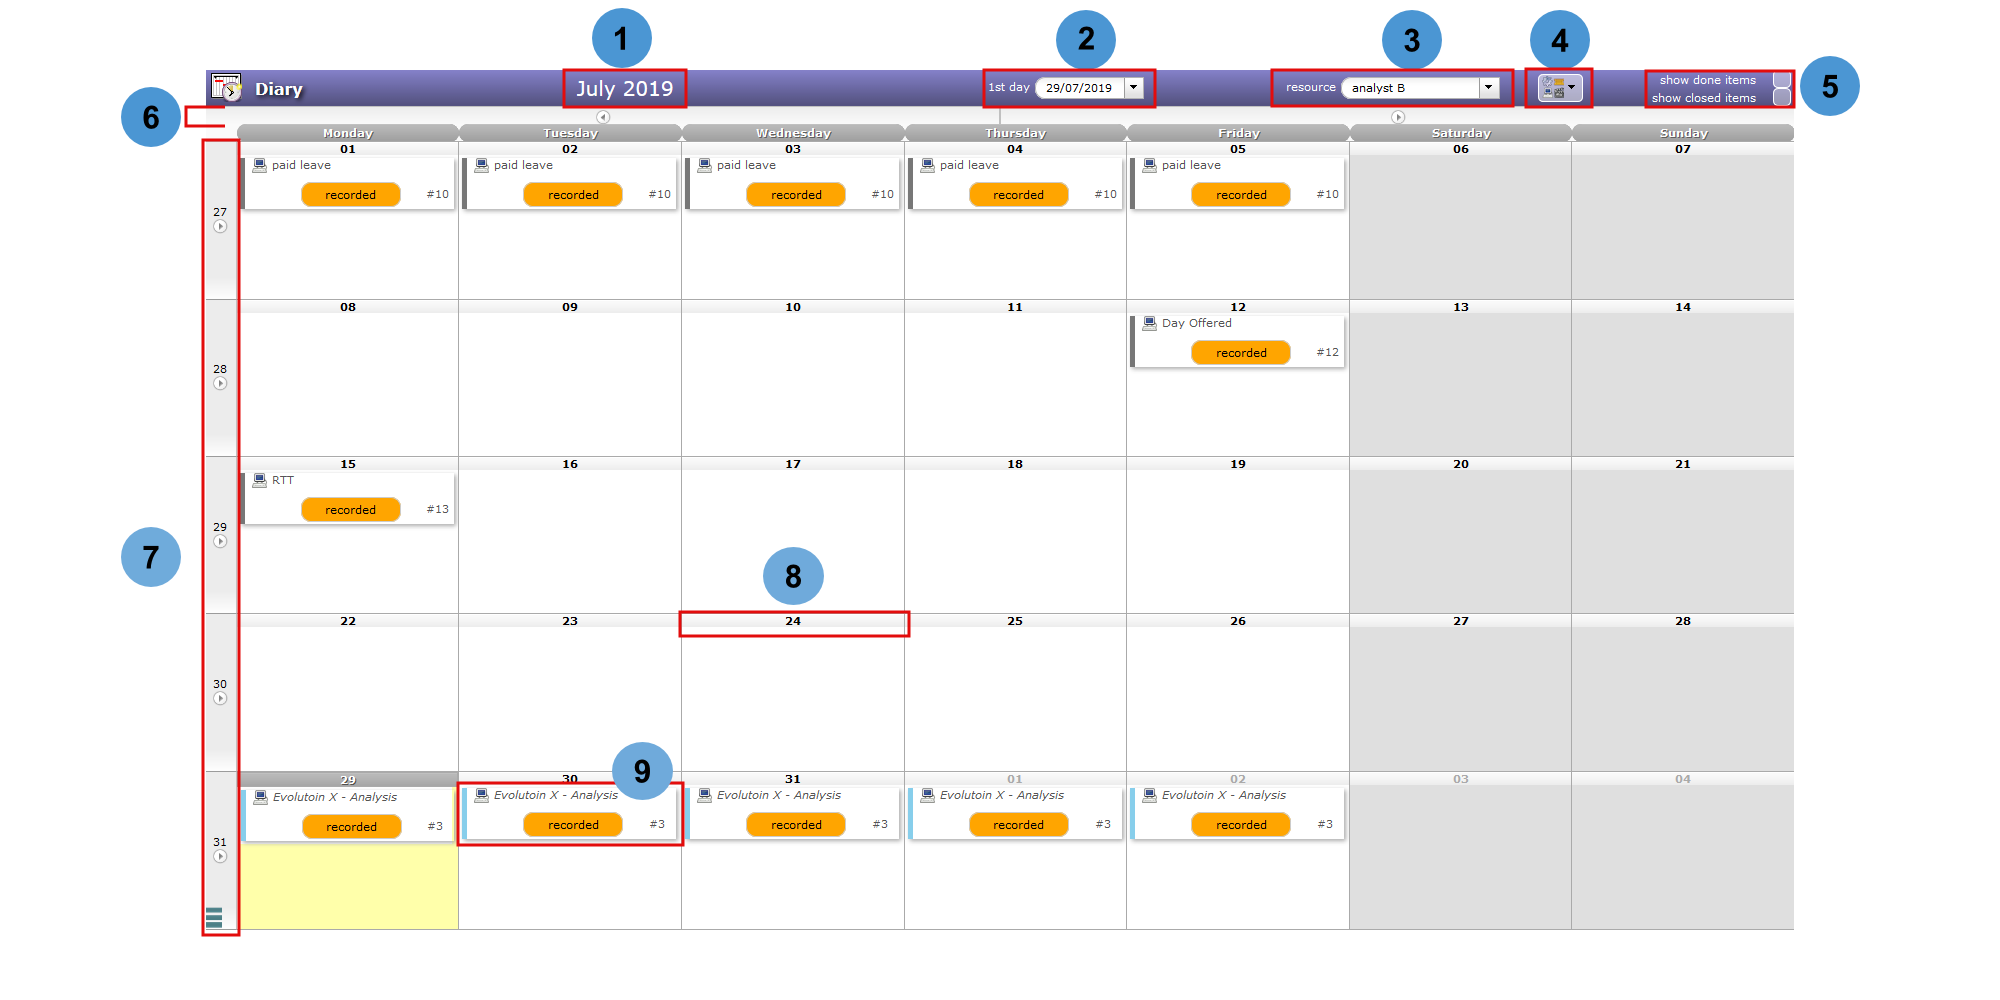 1
2
3
4
5
6
7
8
9
Diary
July 2019
1st day 29/07/2019
resource analyst B
show done items
show closed items
Monday Tuesday Wednesday Thursday Friday Saturday Sunday
01 02 03 04 05 06 07
paid leave paid leave paid leave paid leave paid leave
recorded #10 recorded #10 recorded #10 recorded #10 recorded #10
27
08 09 10 11 12 13 14
Day Offered
recorded #12
28
15 16 17 18 19 20 21
RTT
recorded #13
29
22 23 24 25 26 27 28
30
29 30 31 01 02 03 04
Evolutoin X - Analysis Evolutoin X - Analysis Evolutoin X - Analysis Evolutoin X - Analysis Evolutoin X - Analysis
recorded #3 recorded #3 recorded #3 recorded #3 recorded #3
31